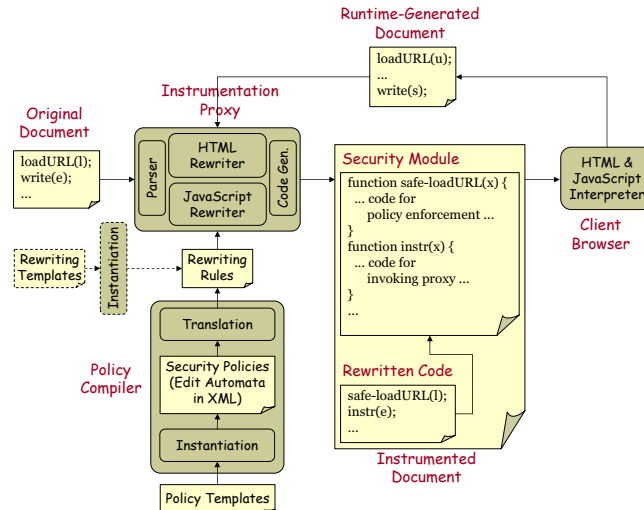 Runtime-Generated
Document
loadURL(u);
...
write(s);
Original
Document
loadURL(l);
write(e);
...
Instrumentation
Proxy
Parser
HTML
Rewriter
JavaScript
Rewriter
Code Gen.
Security Module
function safe-loadURL(x) {
... code for
policy enforcement ...
}
function instr(x) {
... code for
invoking proxy ...
}
...
HTML &
JavaScript
Interpreter
Client
Browser
Rewriting
Templates
Instantiation
Rewriting
Rules
Policy
Compiler
Translation
Security Policies
(Edit Automata
in XML)
Instantiation
Policy Templates
Rewritten Code
safe-loadURL(l);
instr(e);
...
Instrumented
Document